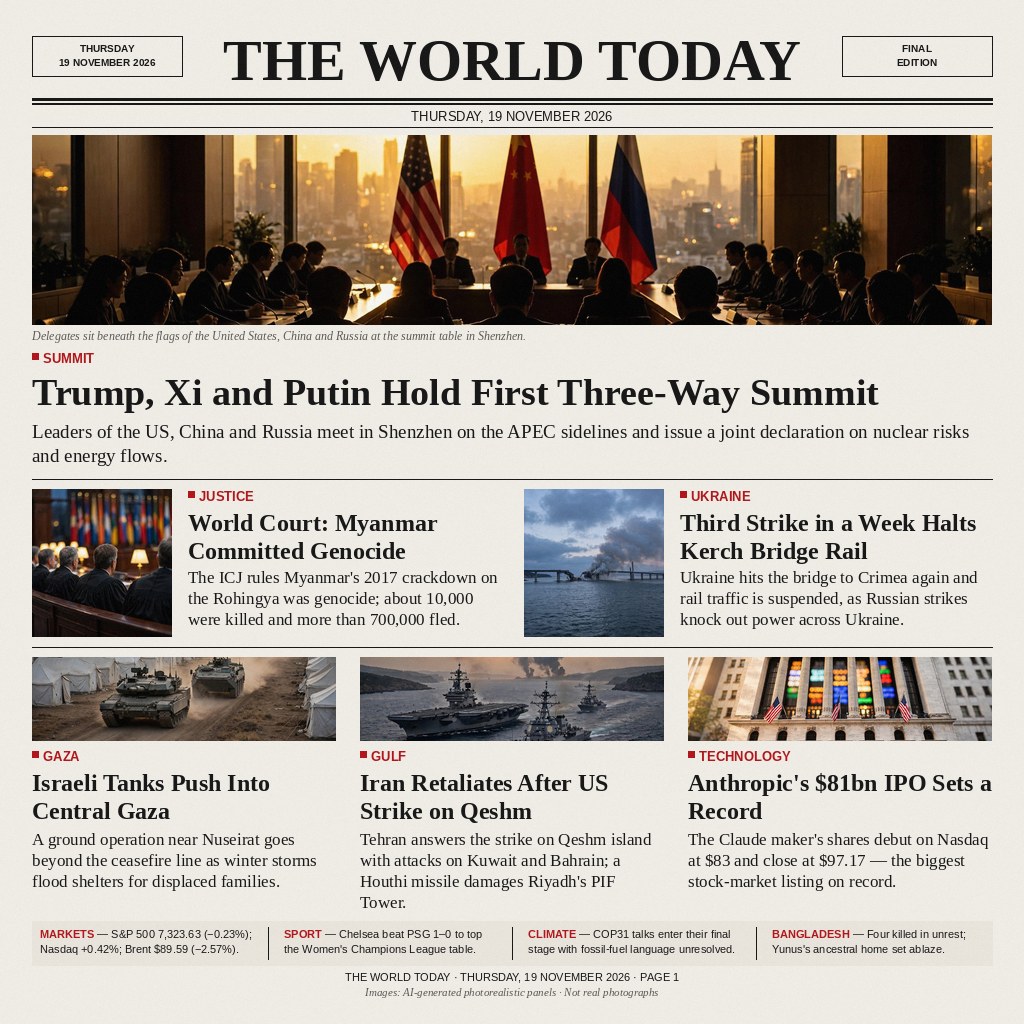 THURSDAY
19 NOVEMBER 2026
THE WORLD TODAY
FINAL
EDITION
THURSDAY, 19 NOVEMBER 2026
Delegates sit beneath the flags of the United States, China and Russia at the summit table in Shenzhen.
SUMMIT
Trump, Xi and Putin Hold First Three-Way Summit
Leaders of the US, China and Russia meet in Shenzhen on the APEC sidelines and issue a joint declaration on nuclear risks
and energy flows.
JUSTICE
World Court: Myanmar
Committed Genocide
The ICJ rules Myanmar's 2017 crackdown on
the Rohingya was genocide; about 10,000
were killed and more than 700,000 fled.
UKRAINE
Third Strike in a Week Halts
Kerch Bridge Rail
Ukraine hits the bridge to Crimea again and
rail traffic is suspended, as Russian strikes
knock out power across Ukraine.
GAZA
Israeli Tanks Push Into
Central Gaza
A ground operation near Nuseirat goes
beyond the ceasefire line as winter storms
flood shelters for displaced families.
GULF
Iran Retaliates After US
Strike on Qeshm
Tehran answers the strike on Qeshm island
with attacks on Kuwait and Bahrain; a
Houthi missile damages Riyadh's PIF
Tower.
TECHNOLOGY
Anthropic's $81bn IPO Sets a
Record
The Claude maker's shares debut on Nasdaq
at $83 and close at $97.17 — the biggest
stock-market listing on record.
MARKETS — S&P 500 7,323.63 (−0.23%);
Nasdaq +0.42%; Brent $89.59 (−2.57%).
SPORT — Chelsea beat PSG 1–0 to top
the Women's Champions League table.
CLIMATE — COP31 talks enter their final
stage with fossil-fuel language unresolved.
BANGLADESH — Four killed in unrest;
Yunus's ancestral home set ablaze.
THE WORLD TODAY · THURSDAY, 19 NOVEMBER 2026 · PAGE 1
Images: AI-generated photorealistic panels · Not real photographs